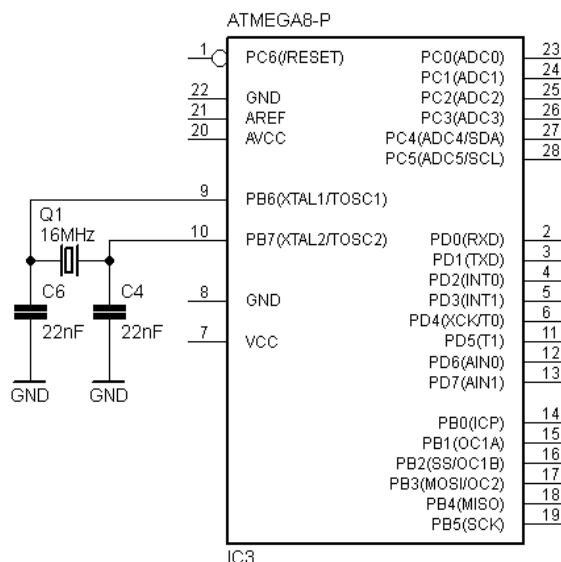 ATMEGA8-P
1 PC6(/RESET) PC0(ADC0) 23
PC1(ADC1) 24
22 GND PC2(ADC2) 25
21 AREF PC3(ADC3) 26
20 AVCC PC4(ADC4/SDA) 27
PC5(ADC5/SCL) 28
9 PB6(XTAL1/TOSC1)
Q1
16MHz
10 PB7(XTAL2/TOSC2) PD0(RXD) 2
PD1(TXD) 3
PD2(INT0) 4
C6 C4 8 GND PD3(INT1) 5
PD4(XCK/T0) 6
22nF 22nF 7 VCC PD5(T1) 11
PD6(AIN0) 12
PD7(AIN1) 13
GND GND
PB0(ICP) 14
PB1(OC1A) 15
PB2(SS/OC1B) 16
PB3(MOSI/OC2) 17
PB4(MISO) 18
PB5(SCK) 19
IC3